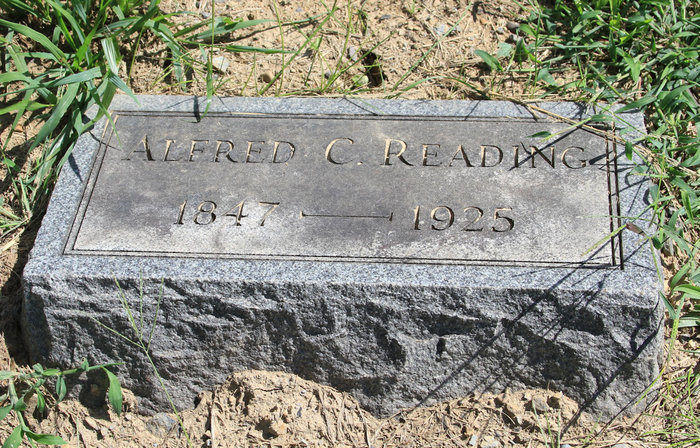 ALFRED C. READING
1847 — 1925